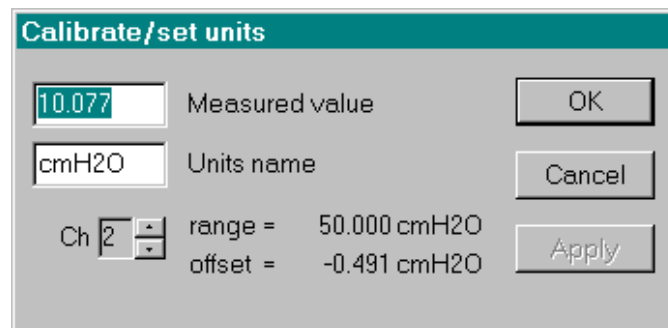 Calibrate/set units
10.077 Measured value OK
cmH2O Units name Cancel
Ch 2 range = 50.000 cmH2O
offset = -0.491 cmH2O Apply